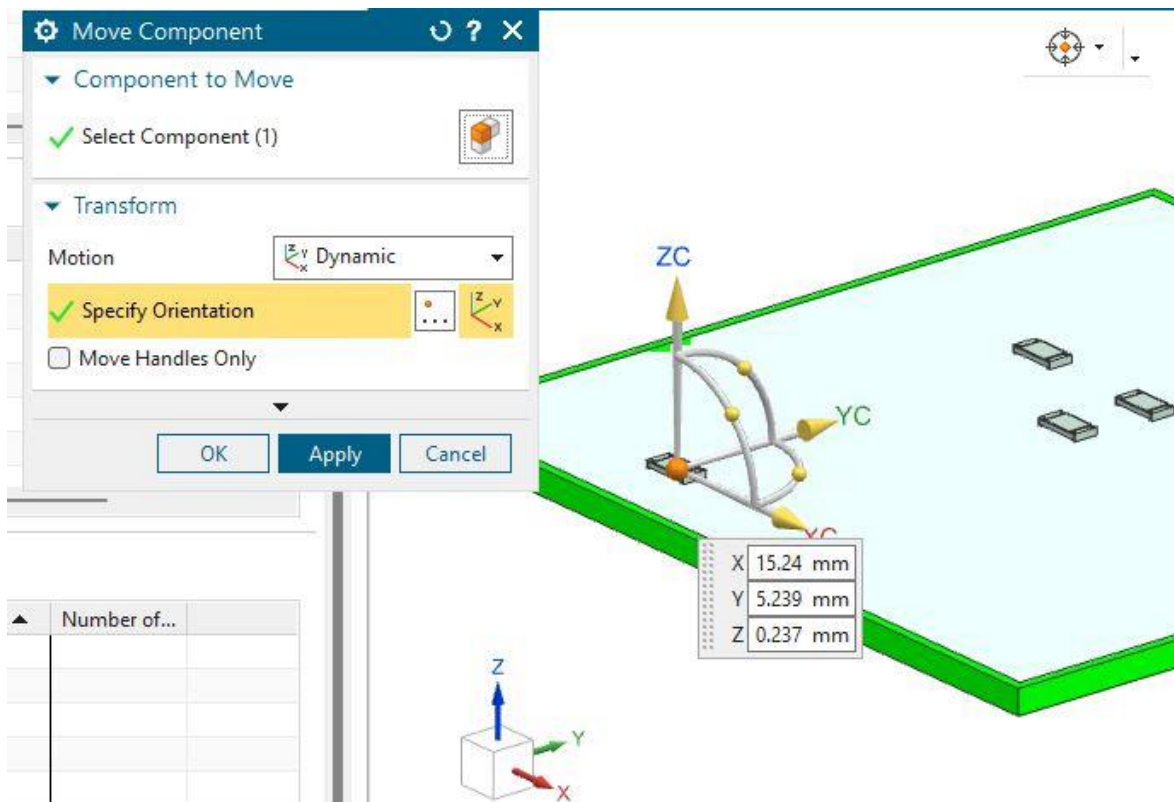 Move Component
?
Component to Move
Select Component (1)
Transform
Motion
Z Y X Dynamic
Specify Orientation
Z Y X
Move Handles Only
OK Apply Cancel
Number of...
ZC
YC
XC
X 15.24 mm
Y 5.239 mm
Z 0.237 mm
Z
Y
X